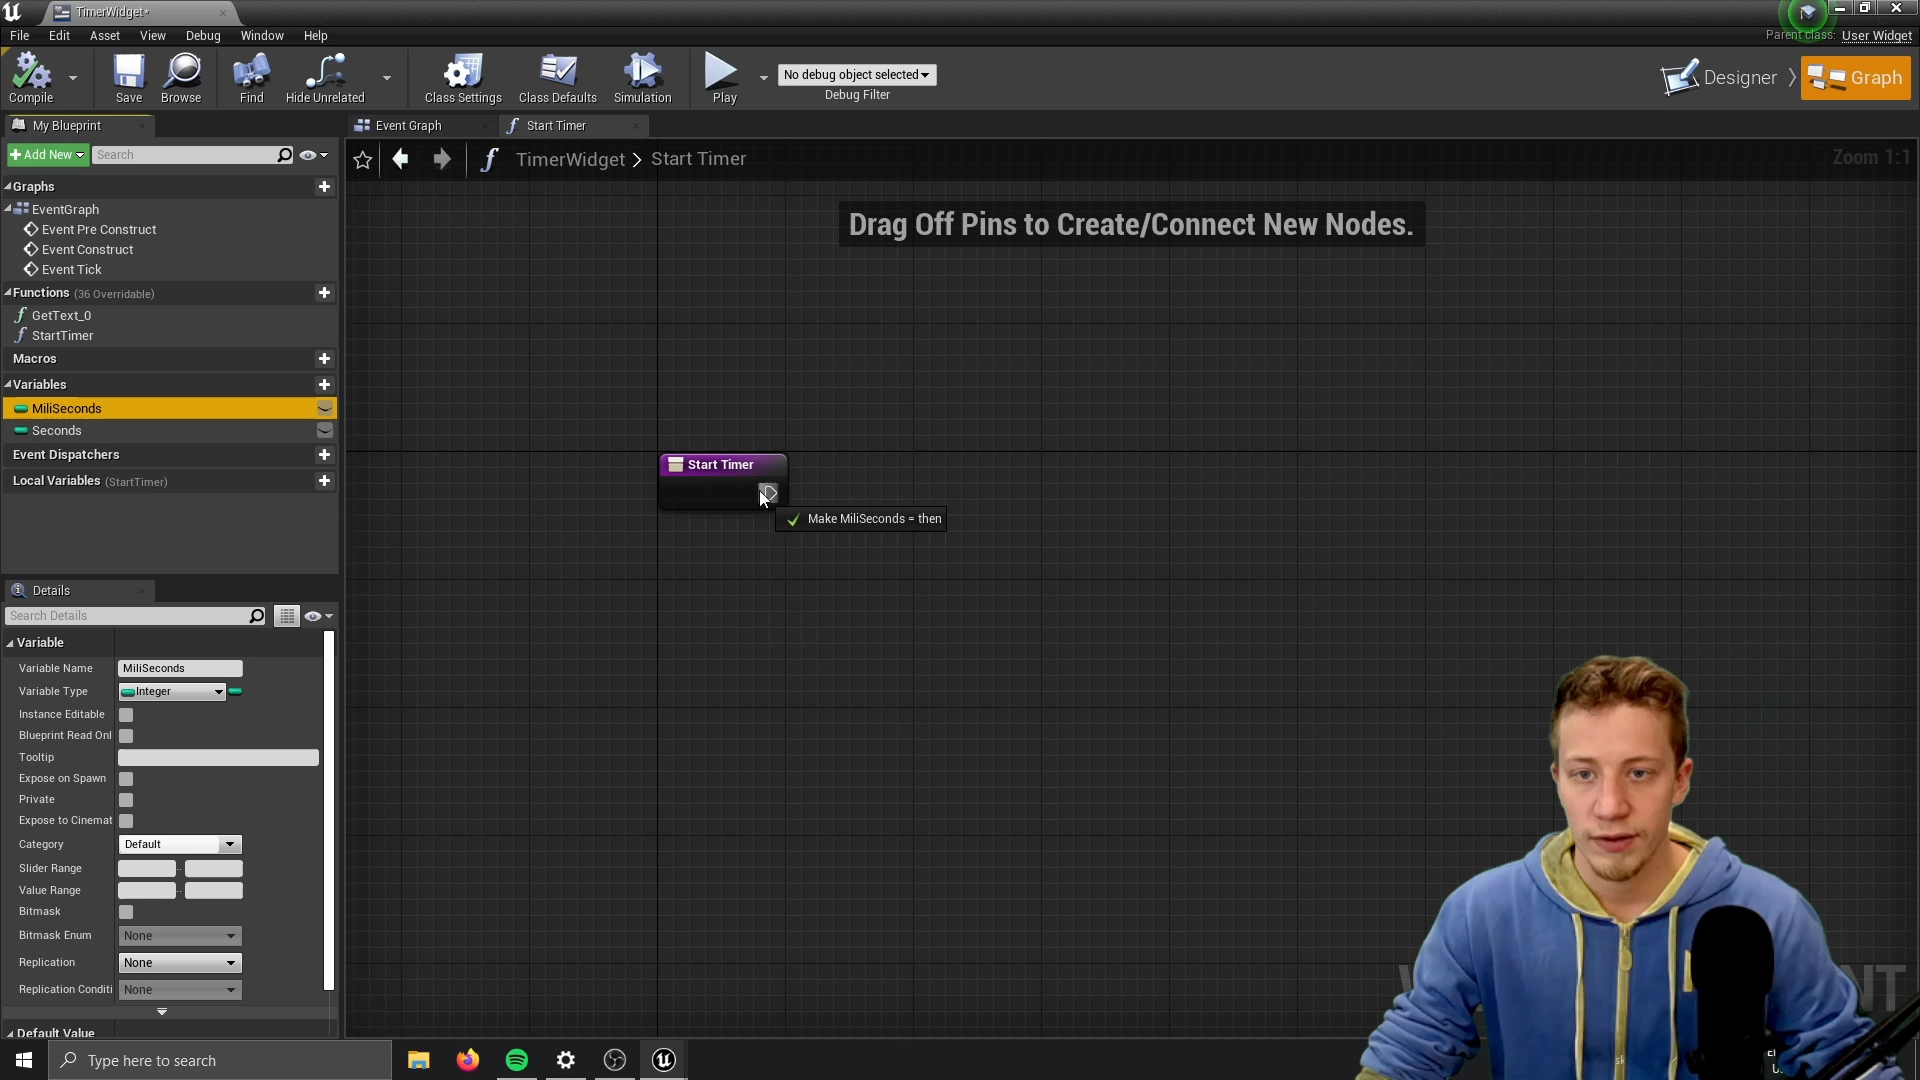 TimerWidget*
File Edit Asset View Debug Window Help
Parent class: User Widget
Compile Save Browse Find Hide Unrelated Class Settings Class Defaults Simulation Play
No debug object selected
Debug Filter
Designer Graph
My Blueprint
Event Graph
Start Timer
Add New
Search
TimerWidget > Start Timer
Zoom 1:1
Graphs
EventGraph
Event Pre Construct
Event Construct
Event Tick
Functions (36 Overridable)
GetText_0
StartTimer
Macros
Variables
MiliSeconds
Seconds
Event Dispatchers
Local Variables (StartTimer)
Drag Off Pins to Create/Connect New Nodes.
Start Timer
Make MiliSeconds = then
Details
Search Details
Variable
Variable Name MiliSeconds
Variable Type Integer
Instance Editable
Blueprint Read Onl
Tooltip
Expose on Spawn
Private
Expose to Cinemat
Category Default
Slider Range
Value Range
Bitmask
Bitmask Enum None
Replication None
Replication Conditi None
Default Value
Type here to search